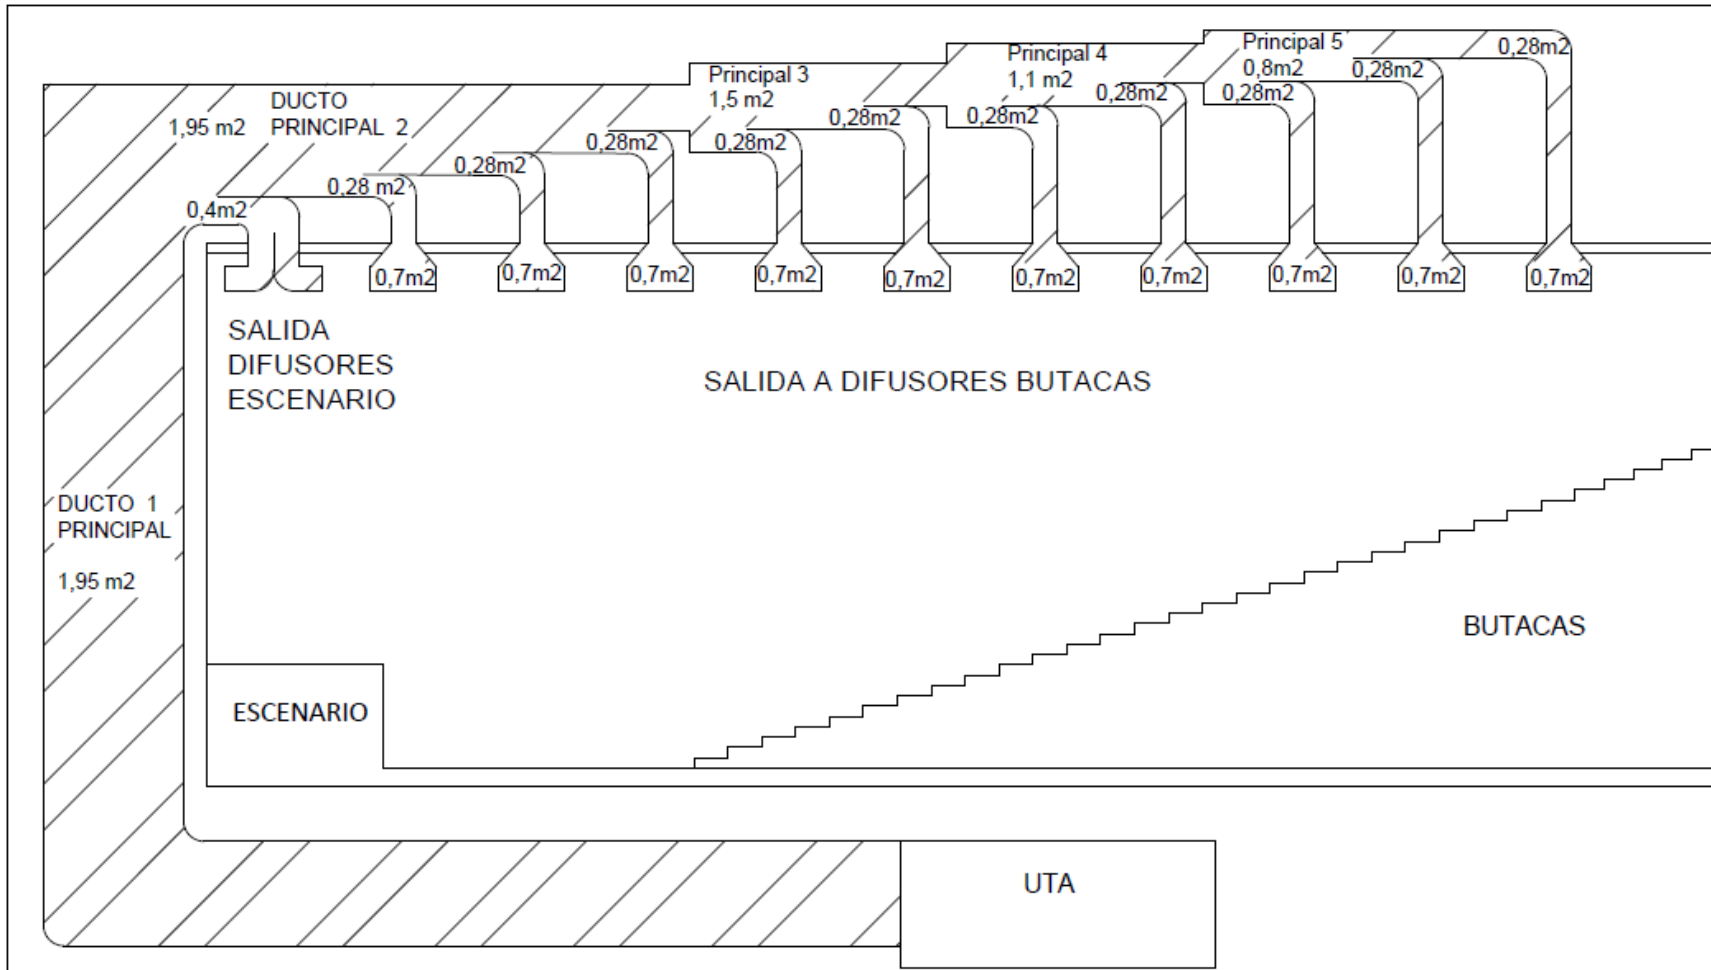 Principal 5
0,28m2
Principal 4
0,8m2
0,28m2
Principal 3
1,1 m2
0,28m2
0,28m2
1,5 m2
DUCTO
PRINCIPAL 2
1,95 m2
0,28m2
0,28m2
0,28m2
0,28m2
0,28m2
0,28 m2
0,4m2
0,7m2
0,7m2
0,7m2
0,7m2
0,7m2
0,7m2
0,7m2
0,7m2
0,7m2
0,7m2
SALIDA
DIFUSORES
ESCENARIO
SALIDA A DIFUSORES BUTACAS
DUCTO 1
PRINCIPAL
1,95 m2
BUTACAS
ESCENARIO
UTA